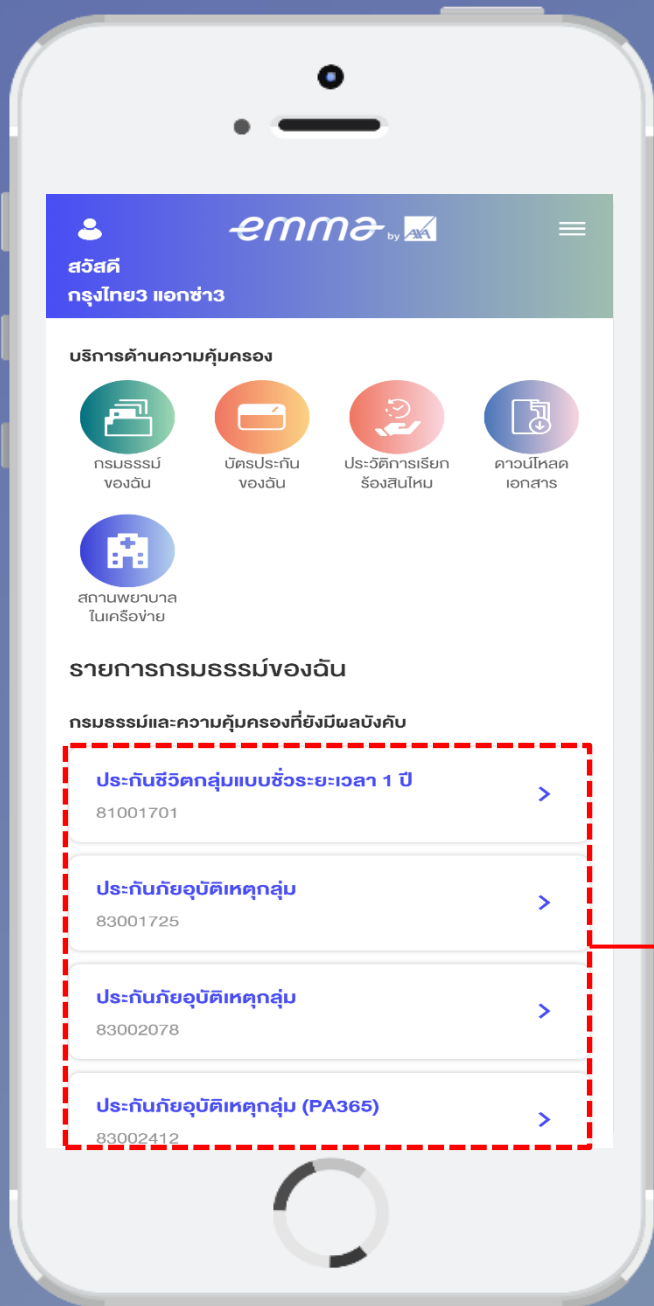 emma by AXA
สวัสดี
กรุงไทย3 แอกซ่า3
บริการด้านความคุ้มครอง
กรมธรรม์
ของฉัน
บัตรประกัน
ของฉัน
ประวัติการเรียก
ร้องสินไหม
ดาวน์โหลด
เอกสาร
สถานพยาบาล
ในเครือข่าย
รายการกรมธรรม์ของฉัน
กรมธรรม์และความคุ้มครองที่ยังมีผลบังคับ
ประกันชีวิตกลุ่มแบบชั่วระยะเวลา 1 ปี
81001701
ประกันภัยอุบัติเหตุกลุ่ม
83001725
ประกันภัยอุบัติเหตุกลุ่ม
83002078
ประกันภัยอุบัติเหตุกลุ่ม (PA365)
83002412